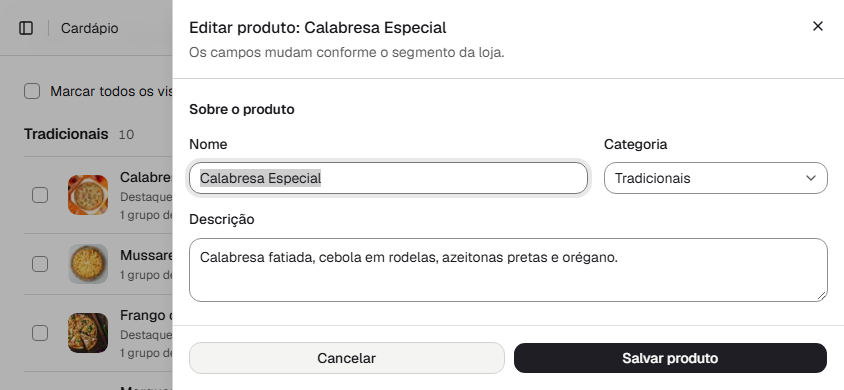 Cardápio
Marcar todos os vis
Tradicionais 10
Calabres
Destaque
1 grupo de
Mussare
1 grupo de
Frango c
Destaque
1 grupo de
Editar produto: Calabresa Especial
Os campos mudam conforme o segmento da loja.
Sobre o produto
Nome
Categoria
Calabresa Especial
Tradicionais
Descrição
Calabresa fatiada, cebola em rodelas, azeitonas pretas e orégano.
Cancelar
Salvar produto